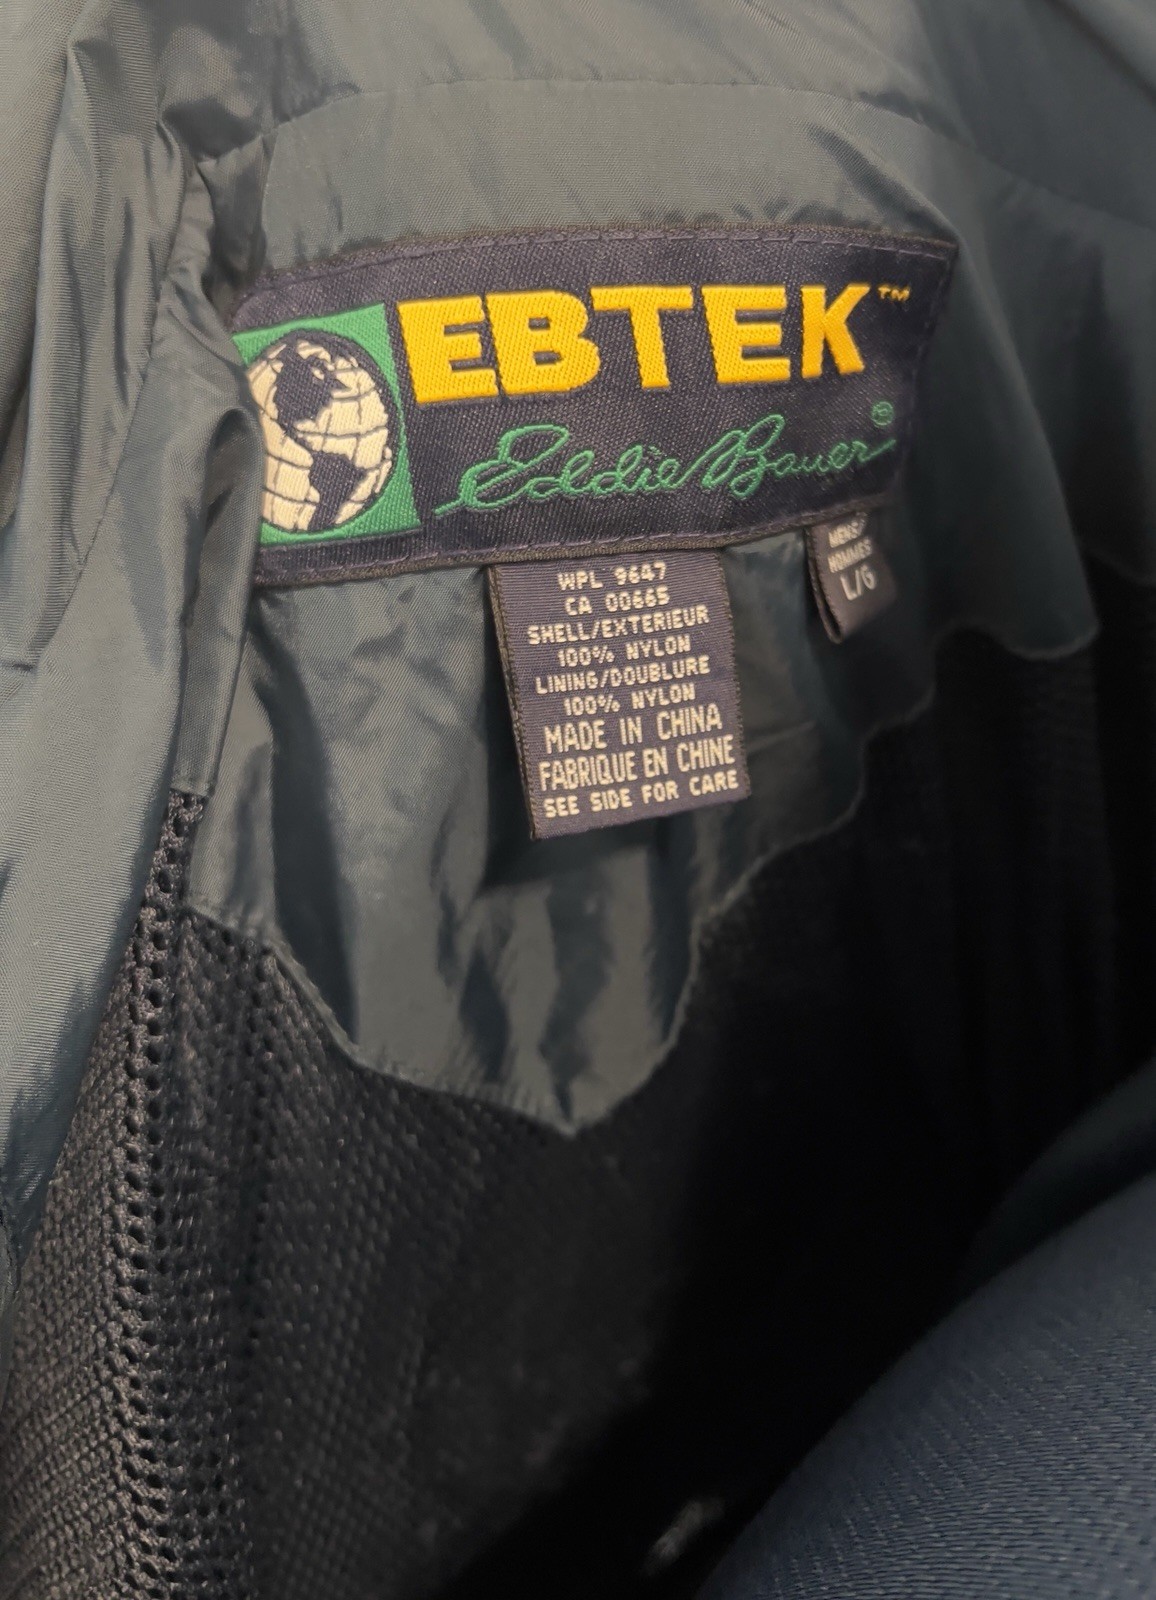 EBTEK™
Eddie Bauer®
WPL 9647
CA 00665
SHELL/EXTERIEUR
100% NYLON
LINING/DOUBLURE
100% NYLON
MADE IN CHINA
FABRIQUE EN CHINE
SEE SIDE FOR CARE
MENS/
HOMMES
L/G